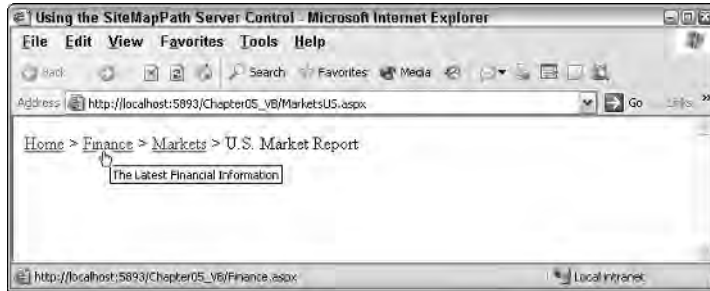 Using the SiteMapPath Server Control - Microsoft Internet Explorer
File Edit View Favorites Tools Help
Back Search Favorites Media
Address http://localhost:5893/Chapter05_VB/MarketsUS.aspx Go Links »
Home > Finance > Markets > U.S. Market Report
The Latest Financial Information
http://localhost:5893/Chapter05_VB/Finance.aspx Local intranet